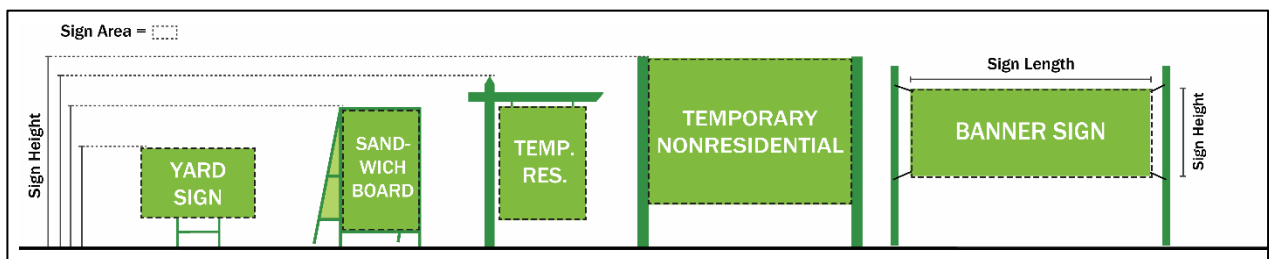 Sign Area =
Sign Height
YARD
SIGN
SAND-
WICH
BOARD
TEMP.
RES.
TEMPORARY
NONRESIDENTIAL
Sign Length
BANNER SIGN
Sign Height